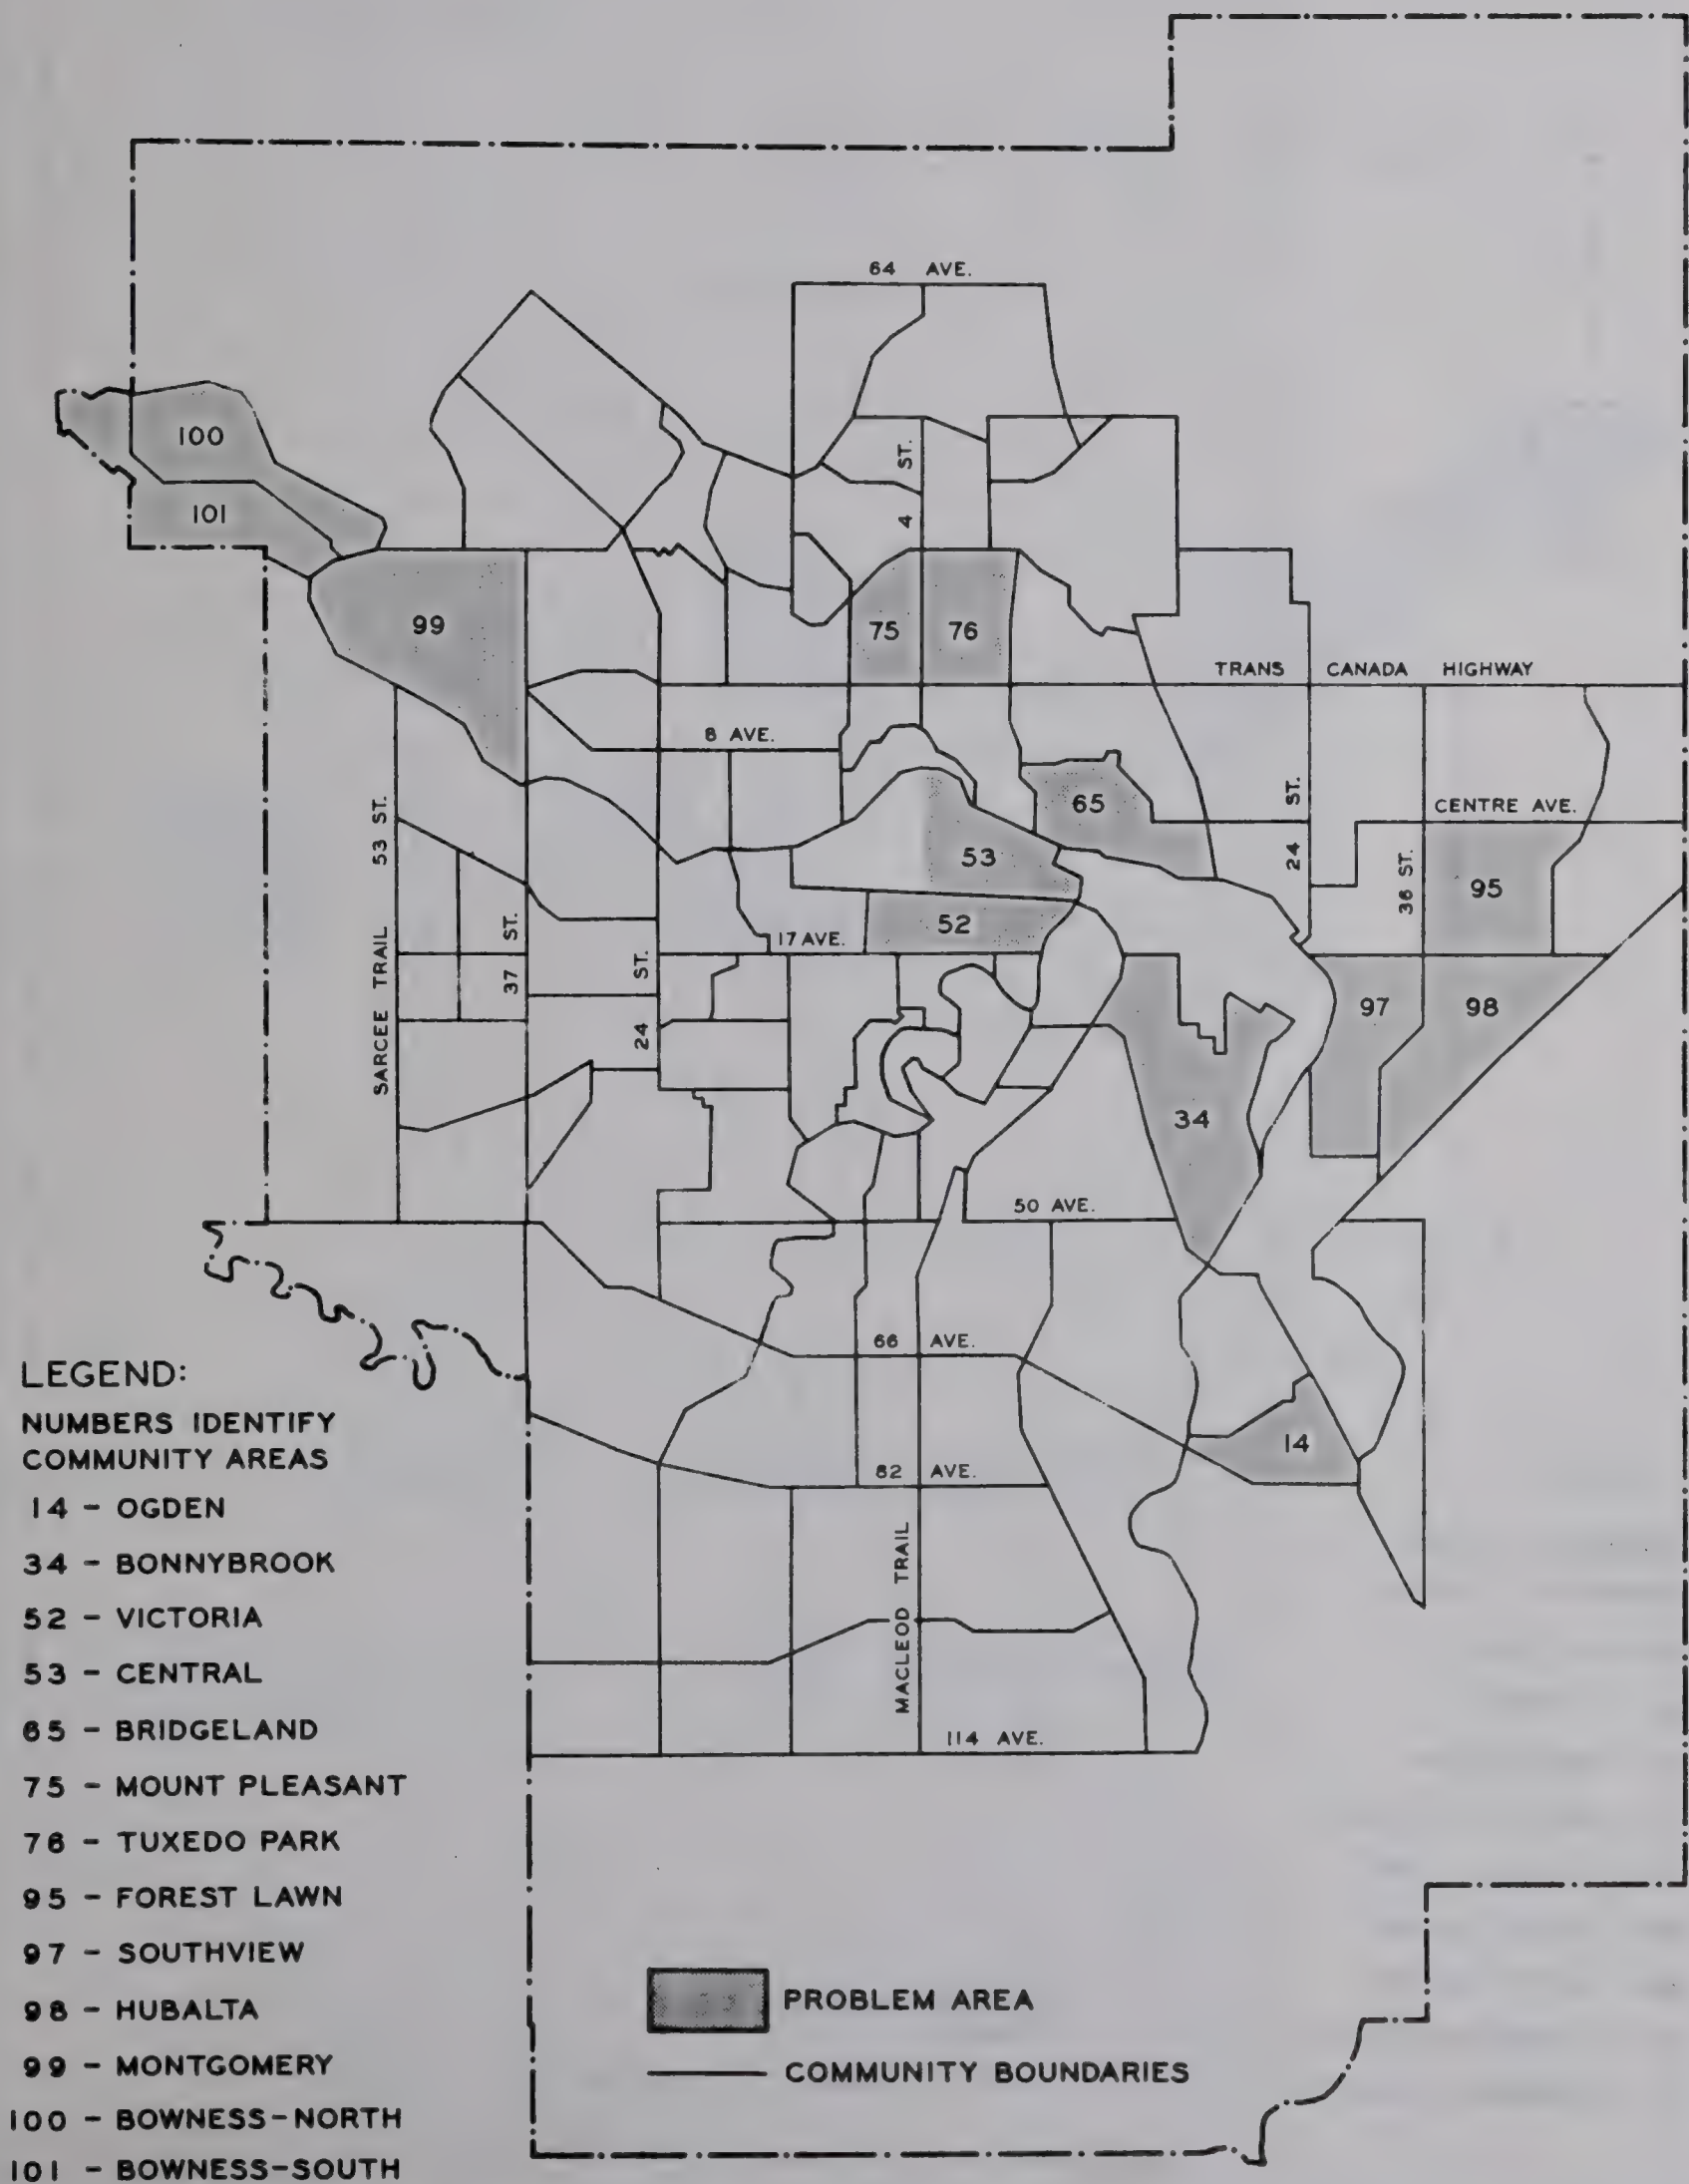 64 AVE.
100
4 ST.
101
99
75
76
TRANS CANADA HIGHWAY
8 AVE.
65
CENTRE AVE.
SARCEE TRAIL 53 ST.
53
24 ST.
36 ST.
95
37 ST.
17 AVE.
52
24 ST.
97
98
34
50 AVE.
66 AVE.
14
82 AVE.
MACLEOD TRAIL
114 AVE.
LEGEND:
NUMBERS IDENTIFY
COMMUNITY AREAS
14 - OGDEN
34 - BONNYBROOK
52 - VICTORIA
53 - CENTRAL
65 - BRIDGELAND
75 - MOUNT PLEASANT
76 - TUXEDO PARK
95 - FOREST LAWN
97 - SOUTHVIEW
98 - HUBALTA
99 - MONTGOMERY
100 - BOWNESS-NORTH
101 - BOWNESS-SOUTH
PROBLEM AREA
COMMUNITY BOUNDARIES